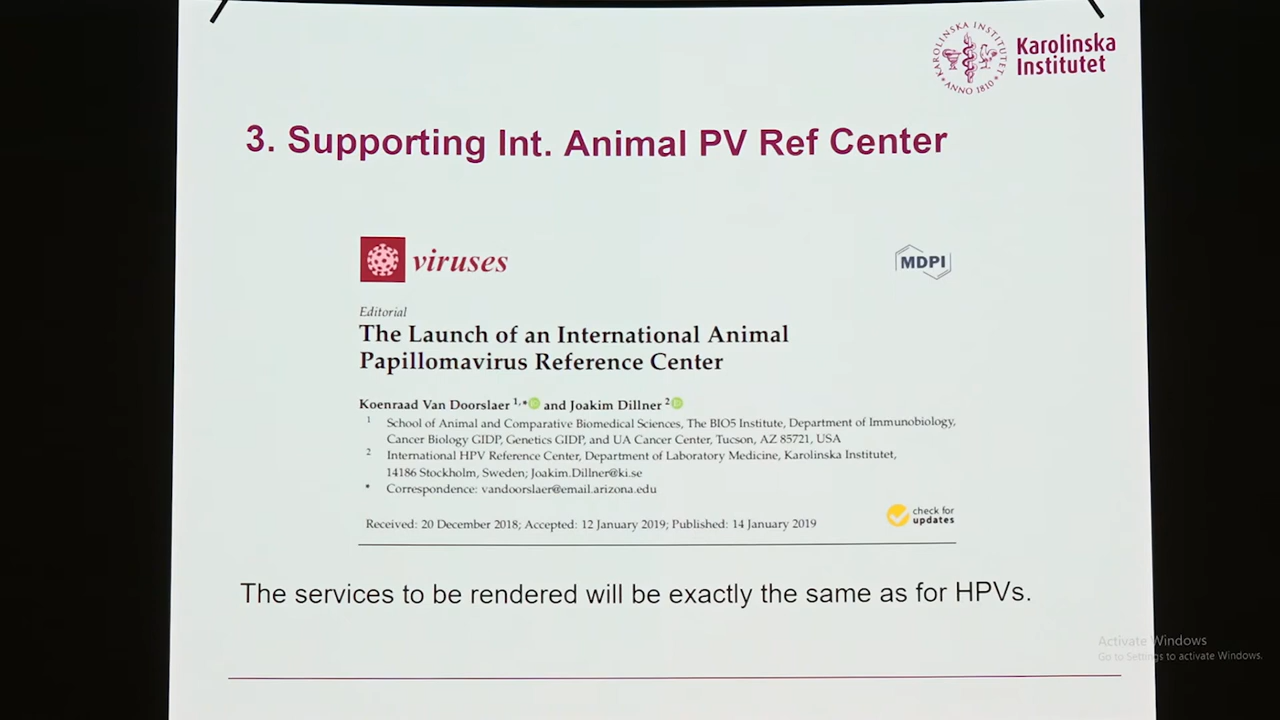 KAROLINSKA INSTITUTET
ANNO 1810
Karolinska
Institutet
3. Supporting Int. Animal PV Ref Center
viruses
MDPI
Editorial
The Launch of an International Animal
Papillomavirus Reference Center
Koenraad Van Doorslaer 1,* iD and Joakim Dillner 2 iD
1 School of Animal and Comparative Biomedical Sciences, The BIO5 Institute, Department of Immunobiology,
Cancer Biology GIDP, Genetics GIDP, and UA Cancer Center, Tucson, AZ 85721, USA
2 International HPV Reference Center, Department of Laboratory Medicine, Karolinska Institutet,
14186 Stockholm, Sweden; Joakim.Dillner@ki.se
* Correspondence: vandoorslaer@email.arizona.edu
Received: 20 December 2018; Accepted: 12 January 2019; Published: 14 January 2019
check for
updates
The services to be rendered will be exactly the same as for HPVs.
Activate Windows
Go to Settings to activate Windows.